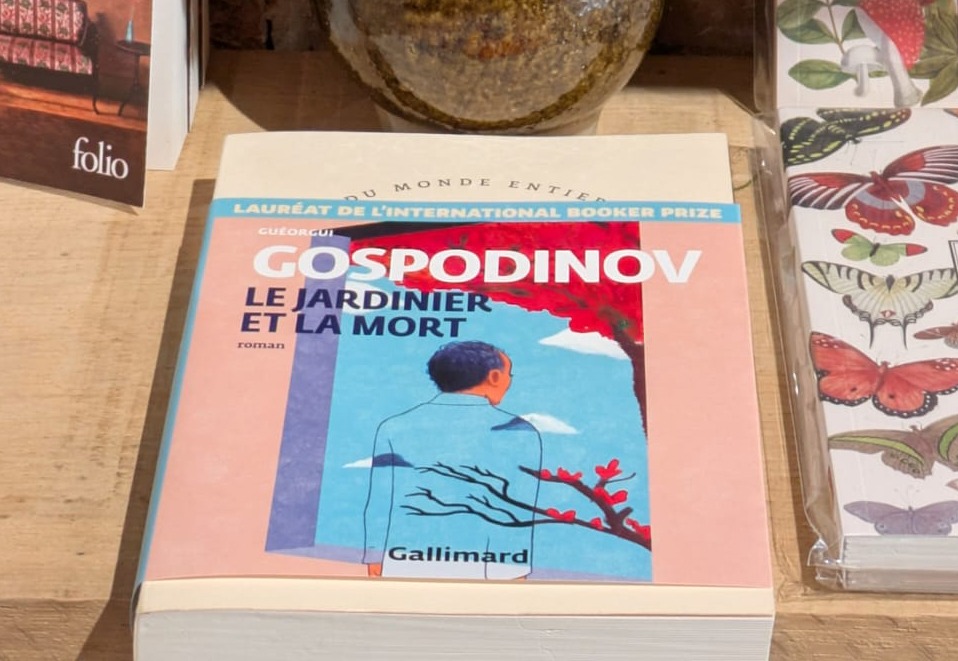 folio
DU MONDE ENTIER
LAURÉAT DE L'INTERNATIONAL BOOKER PRIZE
GUÉORGUI
GOSPODINOV
LE JARDINIER
ET LA MORT
roman
Gallimard